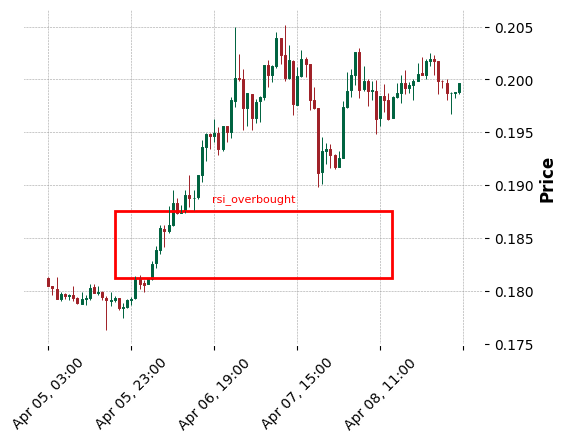 0.205
0.200
0.195
0.190
0.185
0.180
0.175
Price
rsi_overbought
Apr 05, 03:00
Apr 05, 23:00
Apr 06, 19:00
Apr 07, 15:00
Apr 08, 11:00